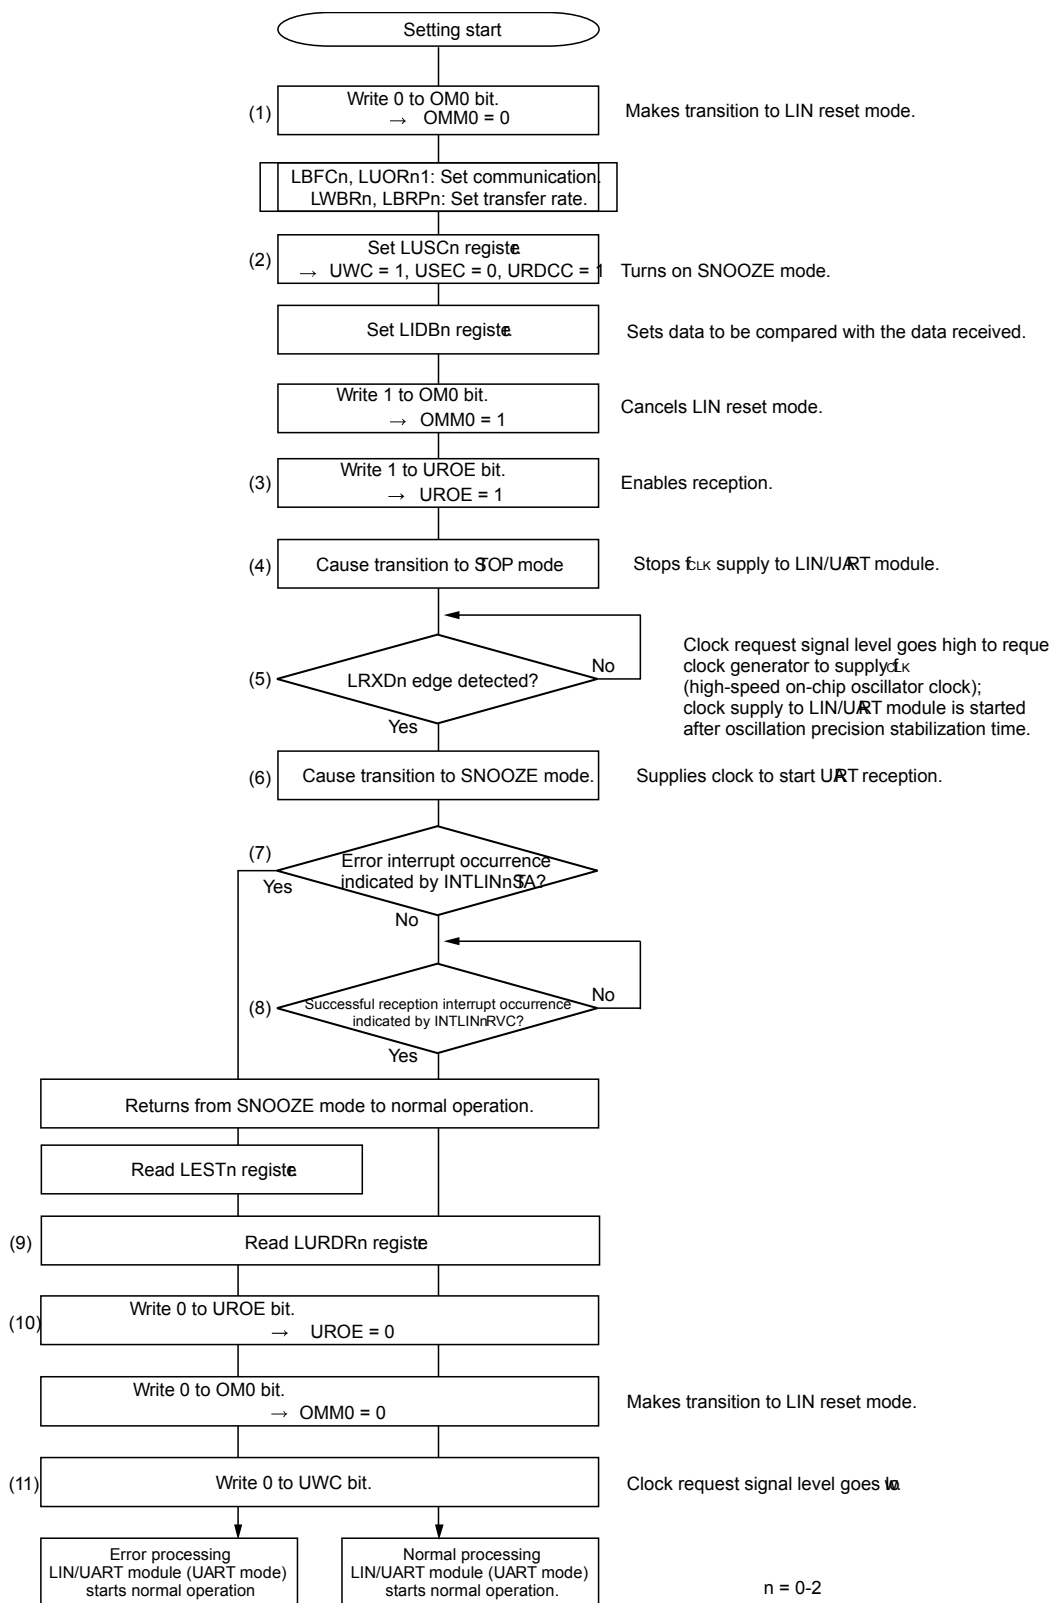 Setting start
(1)
Write 0 to OM0 bit.
→ OMM0 = 0
Makes transition to LIN reset mode.
LBFCn, LUORn1: Set communication.
LWBRn, LBRPn: Set transfer rate.
(2)
Set LUSCn register.
→ UWC = 1, USEC = 0, URDCC = 1
Turns on SNOOZE mode.
Set LIDBn register.
Sets data to be compared with the data received.
Write 1 to OM0 bit.
→ OMM0 = 1
Cancels LIN reset mode.
(3)
Write 1 to UROE bit.
→ UROE = 1
Enables reception.
(4)
Cause transition to STOP mode
Stops fCLK supply to LIN/UART module.
(5)
LRXDn edge detected?
No
Yes
Clock request signal level goes high to reque
clock generator to supply fCLK
(high-speed on-chip oscillator clock);
clock supply to LIN/UART module is started
after oscillation precision stabilization time.
(6)
Cause transition to SNOOZE mode.
Supplies clock to start UART reception.
(7)
Error interrupt occurrence
indicated by INTLINnSTA?
Yes
No
(8)
Successful reception interrupt occurrence
indicated by INTLINnRVC?
No
Yes
Returns from SNOOZE mode to normal operation.
Read LESTn register.
(9)
Read LURDRn register.
(10)
Write 0 to UROE bit.
→ UROE = 0
Write 0 to OM0 bit.
→ OMM0 = 0
Makes transition to LIN reset mode.
(11)
Write 0 to UWC bit.
Clock request signal level goes low.
Error processing
LIN/UART module (UART mode)
starts normal operation
Normal processing
LIN/UART module (UART mode)
starts normal operation.
n = 0-2